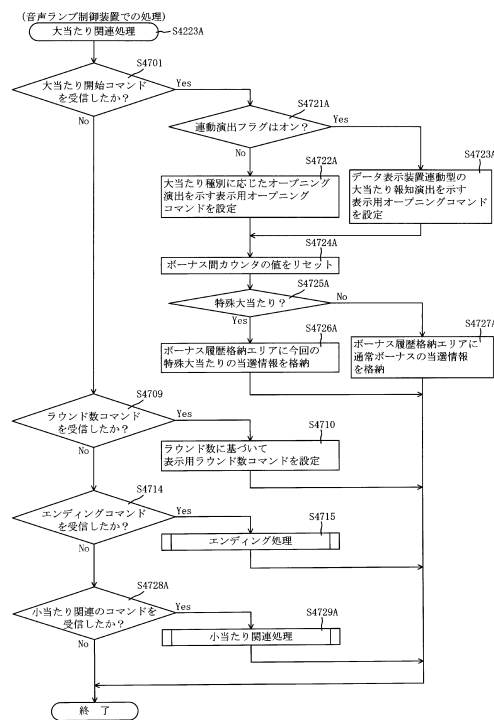 (音声ランプ制御装置での処理)
大当たり関連処理
S4223A
S4701
大当たり開始コマンド
を受信したか?
Yes
No
S4721A
連動演出フラグはオン?
Yes
No
S4722A
大当たり種別に応じたオープニング
演出を示す表示用オープニング
コマンドを設定
S4723A
データ表示装置連動型の
大当たり報知演出を示す
表示用オープニングコマンド
を設定
S4724A
ボーナス間カウンタの値をリセット
S4725A
特殊大当たり?
No
Yes
S4726A
ボーナス履歴格納エリアに今回の
特殊大当たりの当選情報を格納
S4727A
ボーナス履歴格納エリアに
通常ボーナスの当選情報
を格納
S4709
ラウンド数コマンド
を受信したか?
Yes
No
S4710
ラウンド数に基づいて
表示用ラウンド数コマンドを設定
S4714
エンディングコマンド
を受信したか?
Yes
No
S4715
エンディング処理
S4728A
小当たり関連のコマンドを
受信したか?
Yes
No
S4729A
小当たり関連処理
終 了